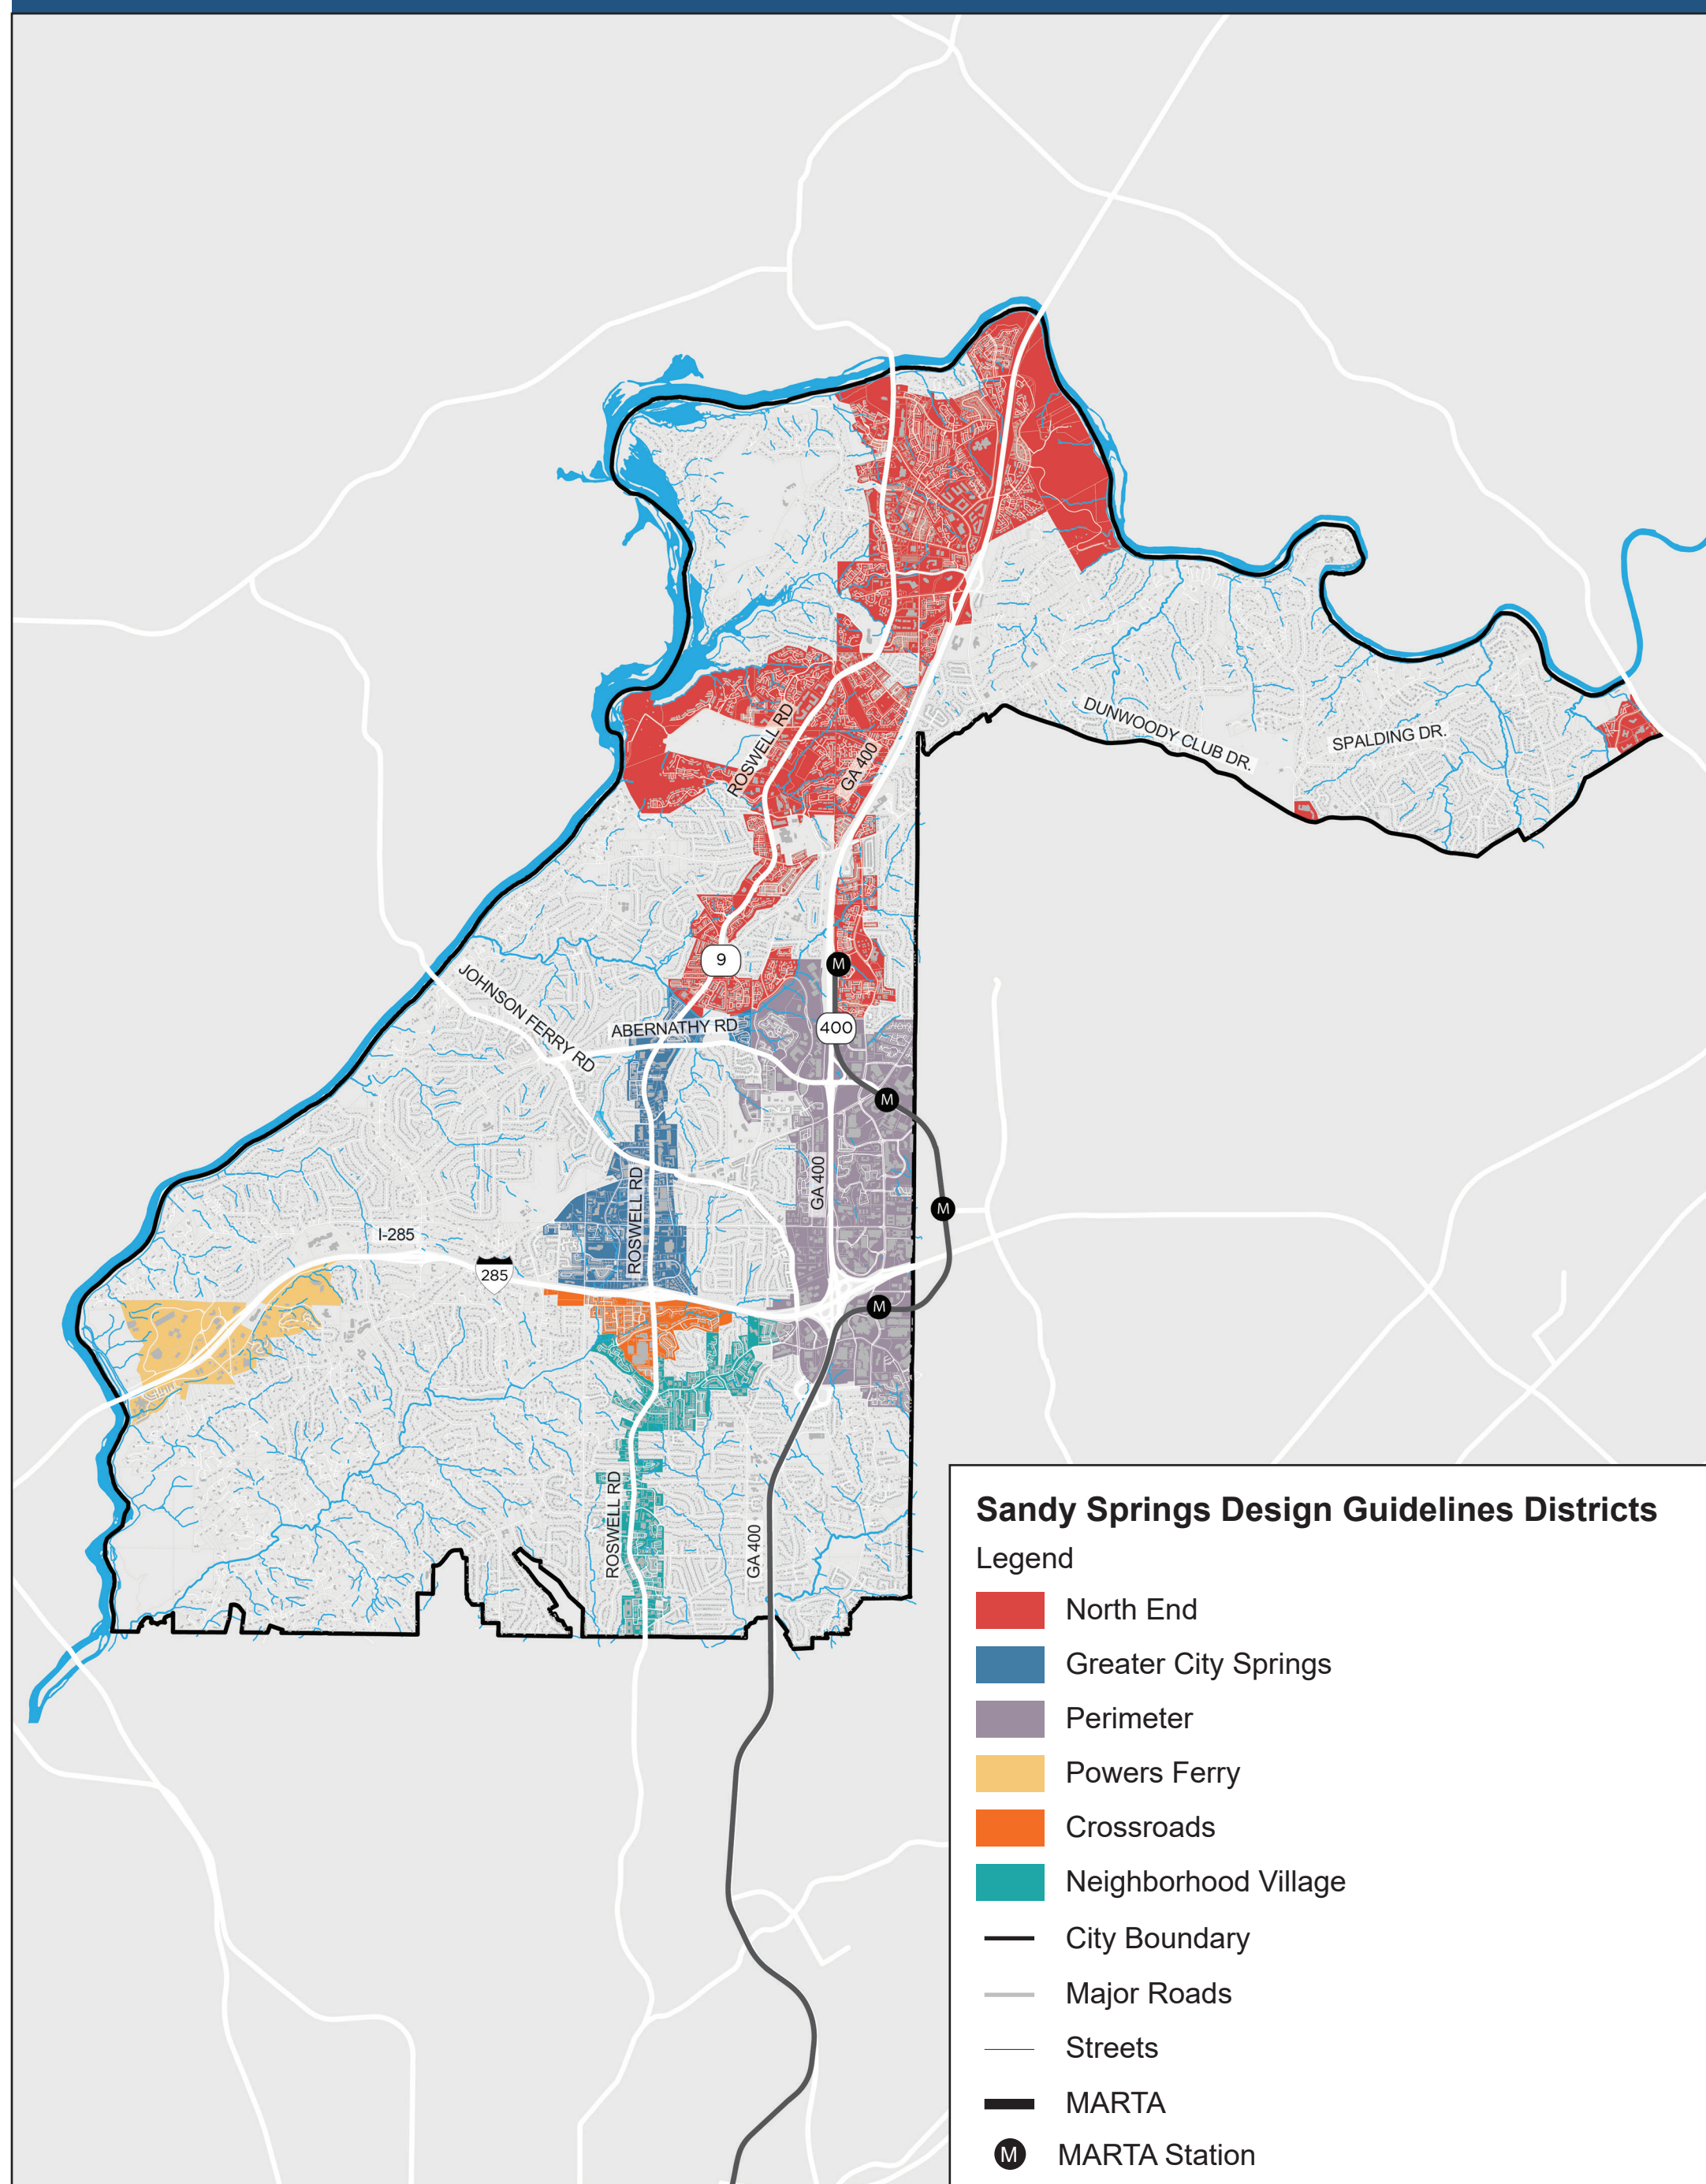 ROSWELL RD
GA 400
DUNWOODY CLUB DR.
SPALDING DR.
H
9
M
JOHNSON FERRY RD
ABERNATHY RD
400
M
GA 400
ROSWELL RD
M
I-285
285
M
ROSWELL RD
GA 400
Sandy Springs Design Guidelines Districts
Legend
North End
Greater City Springs
Perimeter
Powers Ferry
Crossroads
Neighborhood Village
City Boundary
Major Roads
Streets
MARTA
M MARTA Station